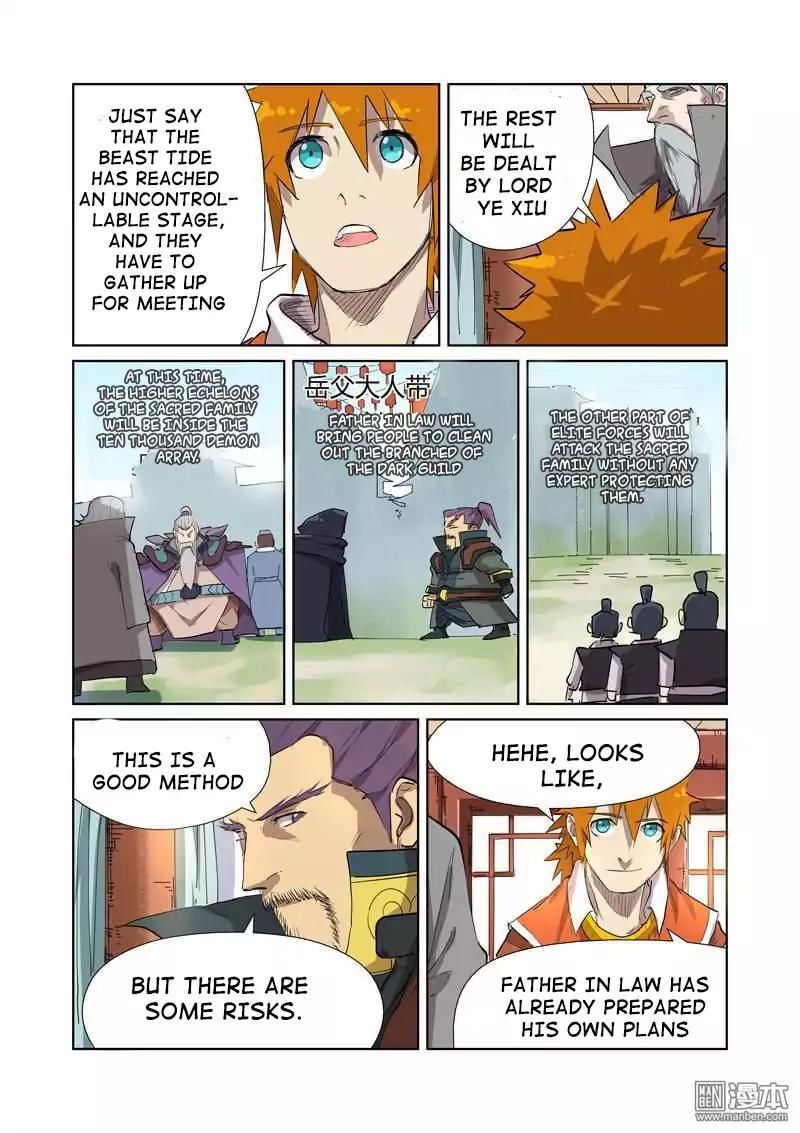 JUST SAY
THAT THE
BEAST TIDE
HAS REACHED
AN UNCONTROL-
LABLE STAGE,
AND THEY
HAVE TO
GATHER UP
FOR MEETING
THE REST
WILL
BE DEALT
BY LORD
YE XIU
AT THIS TIME,
THE HIGHER ECHELONS
OF THE SACRED FAMILY
WILL BE INSIDE THE
TEN THOUSAND DEMON
ARRAY.
岳父大人带
FATHER IN LAW WILL
BRING PEOPLE TO CLEAN
OUT THE BRANCHED OF
THE DARK GUILD
THE OTHER PART OF
ELITE FORCES WILL
ATTACK THE SACRED
FAMILY WITHOUT ANY
EXPERT PROTECTING
THEM.
THIS IS A
GOOD METHOD
BUT THERE ARE
SOME RISKS.
HEHE, LOOKS
LIKE,
FATHER IN LAW HAS
ALREADY PREPARED
HIS OWN PLANS
MAN
BEN 漫本
www.manben.com